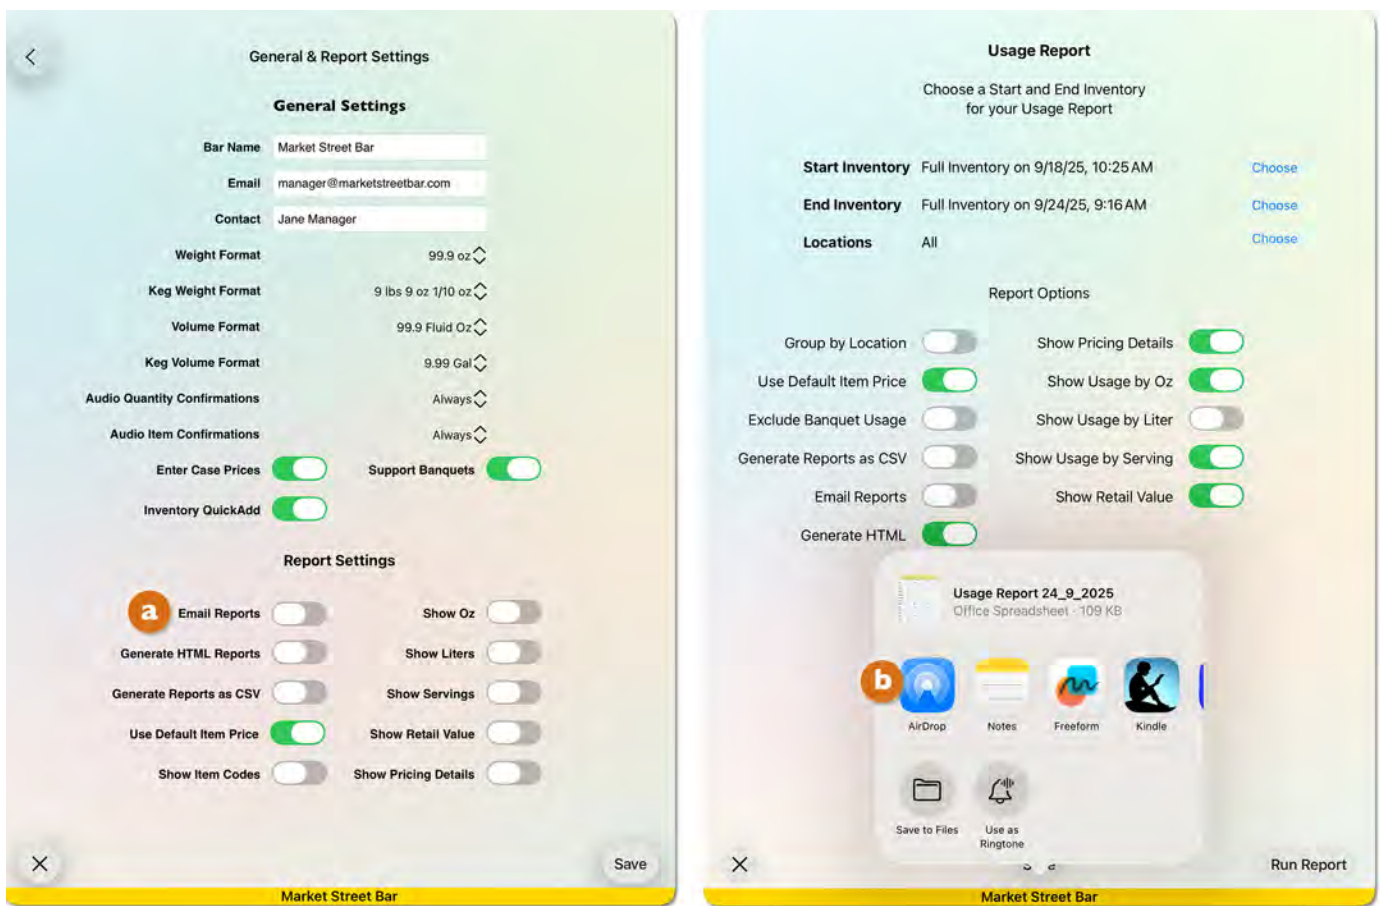 General & Report Settings
General Settings
Bar Name Market Street Bar
Email manager@marketstreetbar.com
Contact Jane Manager
Weight Format 99.9 oz
Keg Weight Format 9 lbs 9 oz 1/10 oz
Volume Format 99.9 Fluid Oz
Keg Volume Format 9.99 Gal
Audio Quantity Confirmations Always
Audio Item Confirmations Always
Enter Case Prices Support Banquets
Inventory QuickAdd
Report Settings
a Email Reports Show Oz
Generate HTML Reports Show Liters
Generate Reports as CSV Show Servings
Use Default Item Price Show Retail Value
Show Item Codes Show Pricing Details
Save
Market Street Bar
Usage Report
Choose a Start and End Inventory
for your Usage Report
Start Inventory Full Inventory on 9/18/25, 10:25 AM Choose
End Inventory Full Inventory on 9/24/25, 9:16 AM Choose
Locations All Choose
Report Options
Group by Location Show Pricing Details
Use Default Item Price Show Usage by Oz
Exclude Banquet Usage Show Usage by Liter
Generate Reports as CSV Show Usage by Serving
Email Reports Show Retail Value
Generate HTML
Usage Report 24_9_2025
Office Spreadsheet · 109 KB
b
AirDrop Notes Freeform Kindle
Save to Files Use as
Ringtone
Run Report
Market Street Bar